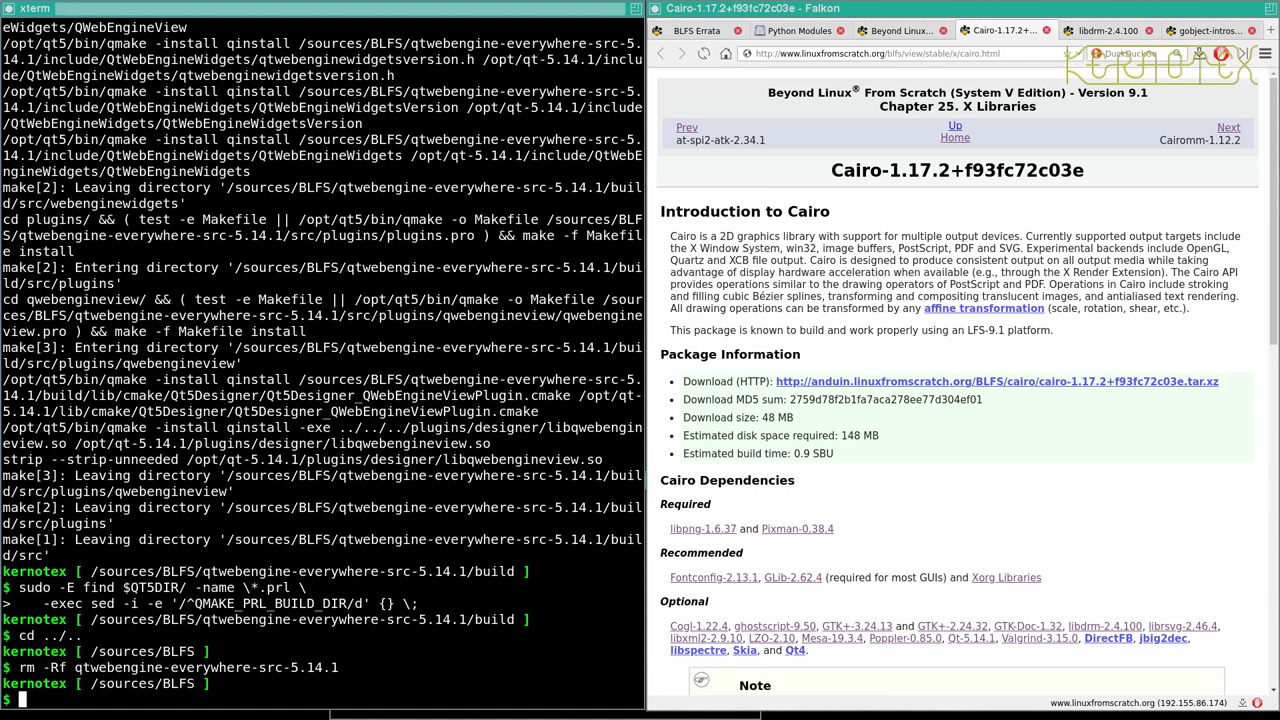 xterm
eWidgets/QWebEngineView
/opt/qt5/bin/qmake -install qinstall /sources/BLFS/qtwebengine-everywhere-src-5.
14.1/include/QtWebEngineWidgets/qtwebenginewidgetsversion.h /opt/qt-5.14.1/inclu
de/QtWebEngineWidgets/qtwebenginewidgetsversion.h
/opt/qt5/bin/qmake -install qinstall /sources/BLFS/qtwebengine-everywhere-src-5.
14.1/include/QtWebEngineWidgets/QtWebEngineWidgetsVersion /opt/qt-5.14.1/include
/QtWebEngineWidgets/QtWebEngineWidgetsVersion
/opt/qt5/bin/qmake -install qinstall /sources/BLFS/qtwebengine-everywhere-src-5.
14.1/include/QtWebEngineWidgets/QtWebEngineWidgets /opt/qt-5.14.1/include/QtWebE
ngineWidgets/QtWebEngineWidgets
make[2]: Leaving directory '/sources/BLFS/qtwebengine-everywhere-src-5.14.1/buil
d/src/webenginewidgets'
cd plugins/ && ( test -e Makefile || /opt/qt5/bin/qmake -o Makefile /sources/BLF
S/qtwebengine-everywhere-src-5.14.1/src/plugins/plugins.pro ) && make -f Makefil
e install
make[2]: Entering directory '/sources/BLFS/qtwebengine-everywhere-src-5.14.1/bui
ld/src/plugins'
cd qwebengineview/ && ( test -e Makefile || /opt/qt5/bin/qmake -o Makefile /sour
ces/BLFS/qtwebengine-everywhere-src-5.14.1/src/plugins/qwebengineview/qwebengine
view.pro ) && make -f Makefile install
make[3]: Entering directory '/sources/BLFS/qtwebengine-everywhere-src-5.14.1/bui
ld/src/plugins/qwebengineview'
/opt/qt5/bin/qmake -install qinstall /sources/BLFS/qtwebengine-everywhere-src-5.
14.1/build/lib/cmake/Qt5Designer/Qt5Designer_QWebEngineViewPlugin.cmake /opt/qt-
5.14.1/lib/cmake/Qt5Designer/Qt5Designer_QWebEngineViewPlugin.cmake
/opt/qt5/bin/qmake -install qinstall -exe ../../../plugins/designer/libqwebengin
eview.so /opt/qt-5.14.1/plugins/designer/libqwebengineview.so
strip --strip-unneeded /opt/qt-5.14.1/plugins/designer/libqwebengineview.so
make[3]: Leaving directory '/sources/BLFS/qtwebengine-everywhere-src-5.14.1/buil
d/src/plugins/qwebengineview'
make[2]: Leaving directory '/sources/BLFS/qtwebengine-everywhere-src-5.14.1/buil
d/src/plugins'
make[1]: Leaving directory '/sources/BLFS/qtwebengine-everywhere-src-5.14.1/buil
d/src'
kernotex [ /sources/BLFS/qtwebengine-everywhere-src-5.14.1/build ]
$ sudo -E find $QT5DIR/ -name \*.prl \
>    -exec sed -i -e '/^QMAKE_PRL_BUILD_DIR/d' {} \;
kernotex [ /sources/BLFS/qtwebengine-everywhere-src-5.14.1/build ]
$ cd ../..
kernotex [ /sources/BLFS ]
$ rm -Rf qtwebengine-everywhere-src-5.14.1
kernotex [ /sources/BLFS ]
$
Cairo-1.17.2+f93fc72c03e - Falkon
BLFS Errata
Python Modules
Beyond Linux...
Cairo-1.17.2+...
libdrm-2.4.100
gobject-intros...
http://www.linuxfromscratch.org/blfs/view/stable/x/cairo.html
DuckDuckGo
KERNOTEX
Beyond Linux® From Scratch (System V Edition) - Version 9.1
Chapter 25. X Libraries
Prev
Up
Next
at-spi2-atk-2.34.1
Home
Cairomm-1.12.2
Cairo-1.17.2+f93fc72c03e
Introduction to Cairo
Cairo is a 2D graphics library with support for multiple output devices. Currently supported output targets include
the X Window System, win32, image buffers, PostScript, PDF and SVG. Experimental backends include OpenGL,
Quartz and XCB file output. Cairo is designed to produce consistent output on all output media while taking
advantage of display hardware acceleration when available (e.g., through the X Render Extension). The Cairo API
provides operations similar to the drawing operators of PostScript and PDF. Operations in Cairo include stroking
and filling cubic Bézier splines, transforming and compositing translucent images, and antialiased text rendering.
All drawing operations can be transformed by any affine transformation (scale, rotation, shear, etc.).
This package is known to build and work properly using an LFS-9.1 platform.
Package Information
• Download (HTTP): http://anduin.linuxfromscratch.org/BLFS/cairo/cairo-1.17.2+f93fc72c03e.tar.xz
• Download MD5 sum: 2759d78f2b1fa7aca278ee77d304ef01
• Download size: 48 MB
• Estimated disk space required: 148 MB
• Estimated build time: 0.9 SBU
Cairo Dependencies
Required
libpng-1.6.37 and Pixman-0.38.4
Recommended
Fontconfig-2.13.1, GLib-2.62.4 (required for most GUIs) and Xorg Libraries
Optional
Cogl-1.22.4, ghostscript-9.50, GTK+-3.24.13 and GTK+-2.24.32, GTK-Doc-1.32, libdrm-2.4.100, librsvg-2.46.4,
libxml2-2.9.10, LZO-2.10, Mesa-19.3.4, Poppler-0.85.0, Qt-5.14.1, Valgrind-3.15.0, DirectFB, jbig2dec,
libspectre, Skia, and Qt4.
Note
www.linuxfromscratch.org (192.155.86.174)